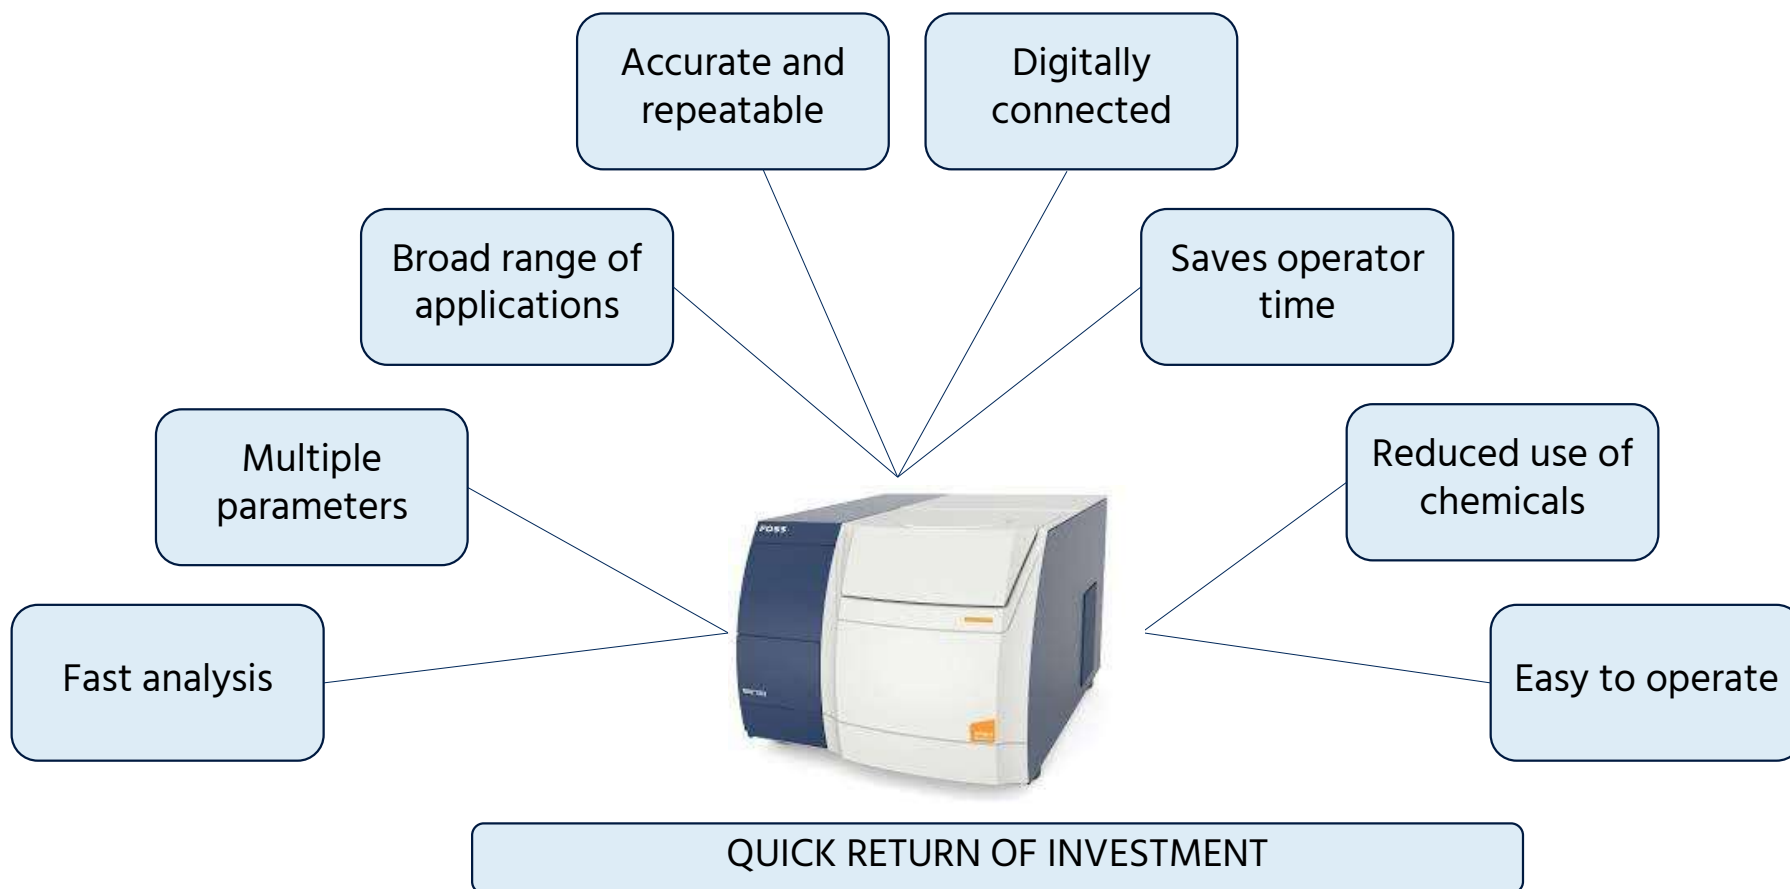 Accurate and
repeatable
Digitally
connected
Broad range of
applications
Saves operator
time
Multiple
parameters
Reduced use of
chemicals
Fast analysis
Easy to operate
FOSS
QUICK RETURN OF INVESTMENT